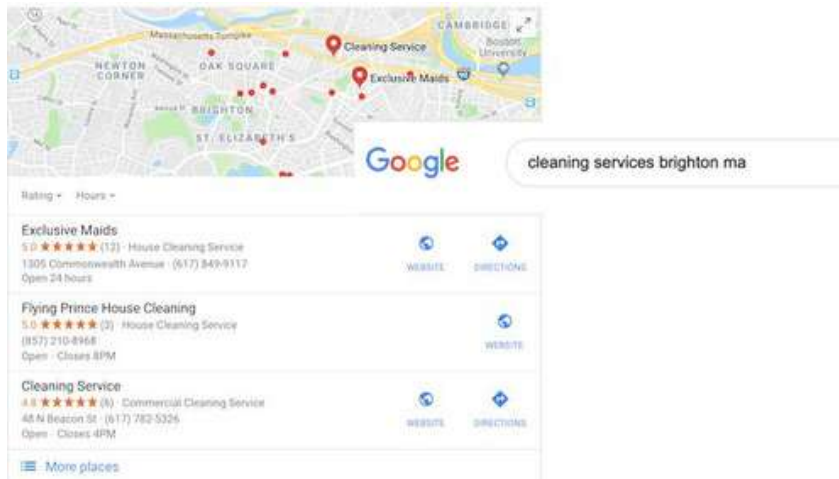 CAMBRIDGE
Massachusetts Turnpike
Cleaning Service
Boston
University
NEWTON
CORNER
OAK SQUARE
Exclusive Maids
BRIGHTON
ST. ELIZABETH'S
Google
cleaning services brighton ma
Rating Hours
Exclusive Maids
5.0 ★★★★★ (12) · House Cleaning Service
1305 Commonwealth Avenue · (617) 849-9117
Open 24 hours
WEBSITE
DIRECTIONS
Flying Prince House Cleaning
5.0 ★★★★★ (3) · House Cleaning Service
(857) 210-8968
Open · Closes 8PM
WEBSITE
Cleaning Service
4.8 ★★★★★ (6) · Commercial Cleaning Service
48 N Beacon St · (617) 782-5326
Open · Closes 4PM
WEBSITE
DIRECTIONS
More places